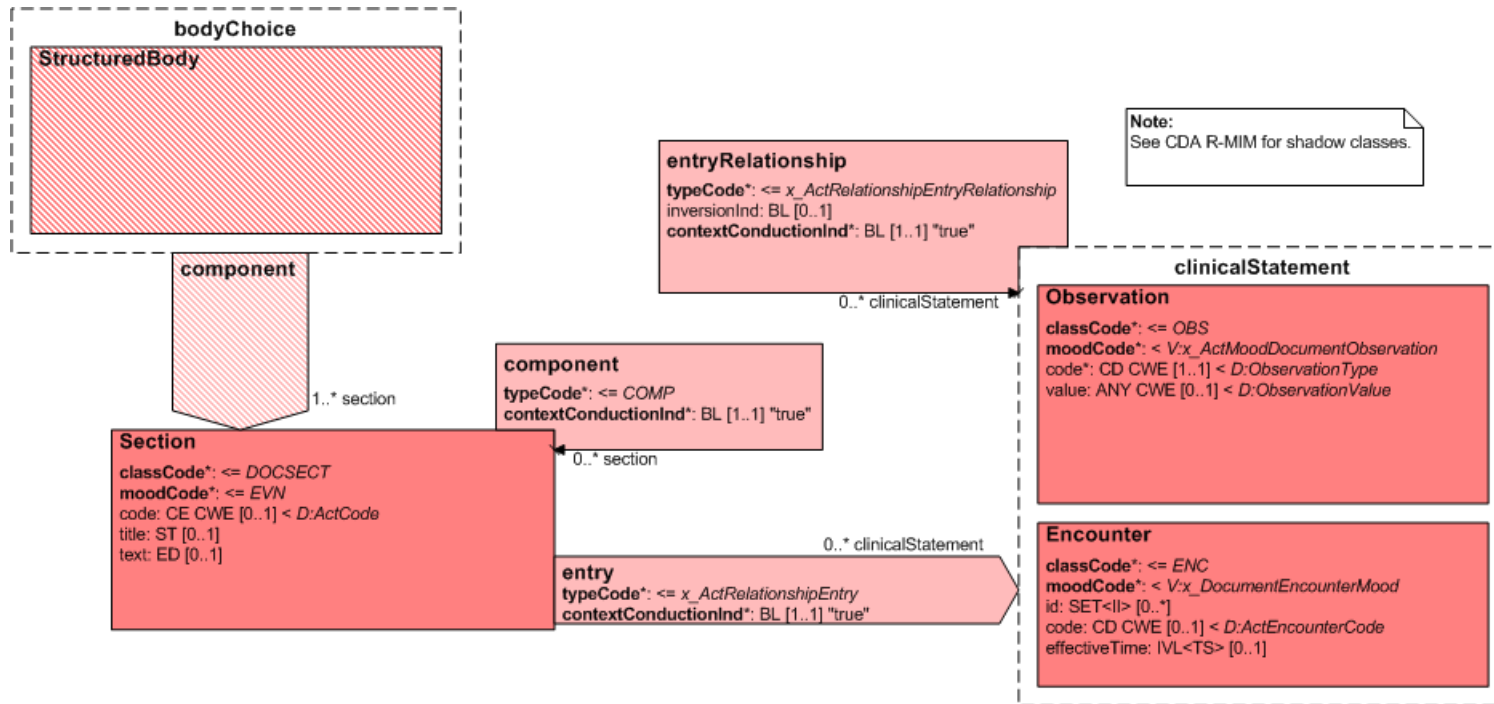 bodyChoice
StructuredBody
component
1..* section
Note:
See CDA R-MIM for shadow classes.
entryRelationship
typeCode*: <= x_ActRelationshipEntryRelationship
inversionInd: BL [0..1]
contextConductionInd*: BL [1..1] "true"
0..* clinicalStatement
component
typeCode*: <= COMP
contextConductionInd*: BL [1..1] "true"
0..* section
Section
classCode*: <= DOCSECT
moodCode*: <= EVN
code: CE CWE [0..1] < D:ActCode
title: ST [0..1]
text: ED [0..1]
0..* clinicalStatement
entry
typeCode*: <= x_ActRelationshipEntry
contextConductionInd*: BL [1..1] "true"
clinicalStatement
Observation
classCode*: <= OBS
moodCode*: < V:x_ActMoodDocumentObservation
code*: CD CWE [1..1] < D:ObservationType
value: ANY CWE [0..1] < D:ObservationValue
Encounter
classCode*: <= ENC
moodCode*: < V:x_DocumentEncounterMood
id: SET<II> [0..*]
code: CD CWE [0..1] < D:ActEncounterCode
effectiveTime: IVL<TS> [0..1]